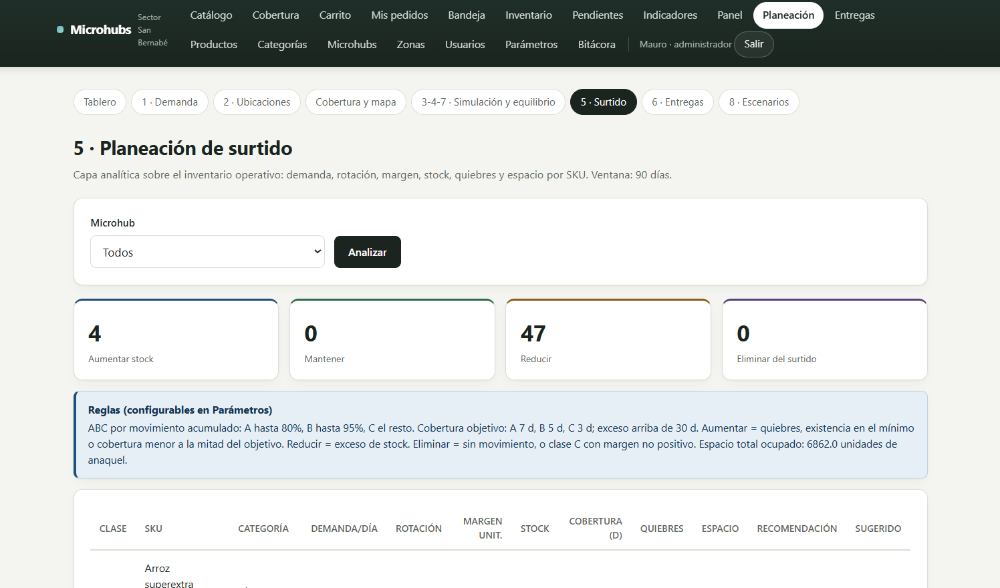 Microhubs
Sector
San
Bernabé
Catálogo Cobertura Carrito Mis pedidos Bandeja Inventario Pendientes Indicadores Panel Planeación Entregas
Productos Categorías Microhubs Zonas Usuarios Parámetros Bitácora Mauro · administrador Salir
Tablero 1 · Demanda 2 · Ubicaciones Cobertura y mapa 3-4-7 · Simulación y equilibrio 5 · Surtido 6 · Entregas 8 · Escenarios
5 · Planeación de surtido
Capa analítica sobre el inventario operativo: demanda, rotación, margen, stock, quiebres y espacio por SKU. Ventana: 90 días.
Microhub
Todos Analizar
4 0 47 0
Aumentar stock Mantener Reducir Eliminar del surtido
Reglas (configurables en Parámetros)
ABC por movimiento acumulado: A hasta 80%, B hasta 95%, C el resto. Cobertura objetivo: A 7 d, B 5 d, C 3 d; exceso arriba de 30 d. Aumentar = quiebres, existencia en el mínimo
o cobertura menor a la mitad del objetivo. Reducir = exceso de stock. Eliminar = sin movimiento, o clase C con margen no positivo. Espacio total ocupado: 6862.0 unidades de
anaquel.
CLASE SKU CATEGORÍA DEMANDA/DÍA ROTACIÓN MARGEN UNIT. STOCK COBERTURA (D) QUIEBRES ESPACIO RECOMENDACIÓN SUGERIDO
Arroz
superextra